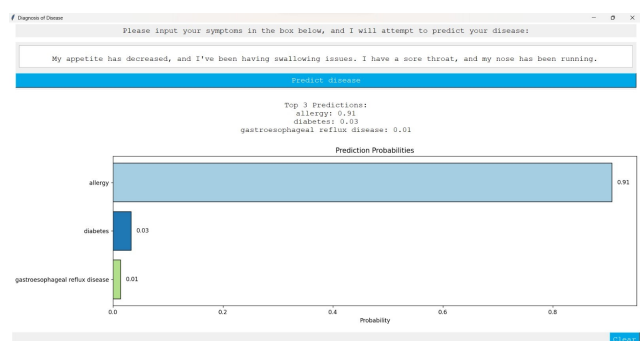 Diagnosis of Disease
Please input your symptoms in the box below, and I will attempt to predict your disease:
My appetite has decreased, and I've been having swallowing issues. I have a sore throat, and my nose has been running.
Predict disease
Top 3 Predictions:
allergy: 0.91
diabetes: 0.03
gastroesophageal reflux disease: 0.01
Prediction Probabilities
allergy
0.91
diabetes
0.03
gastroesophageal reflux disease
0.01
0.0 0.2 0.4 0.6 0.8
Probability
Clear